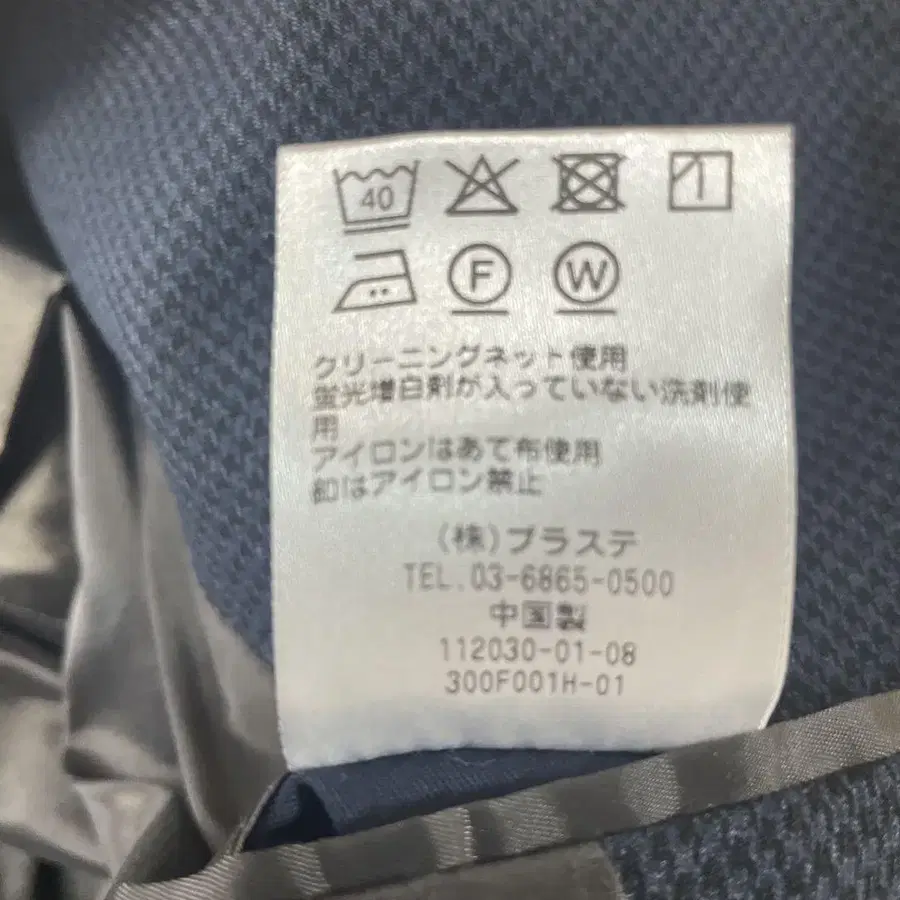 40
F W
クリーニングネット使用
蛍光増白剤が入っていない洗剤使
用
アイロンはあて布使用
釦はアイロン禁止
(株)プラステ
TEL.03-6865-0500
中国製
112030-01-08
300F001H-01